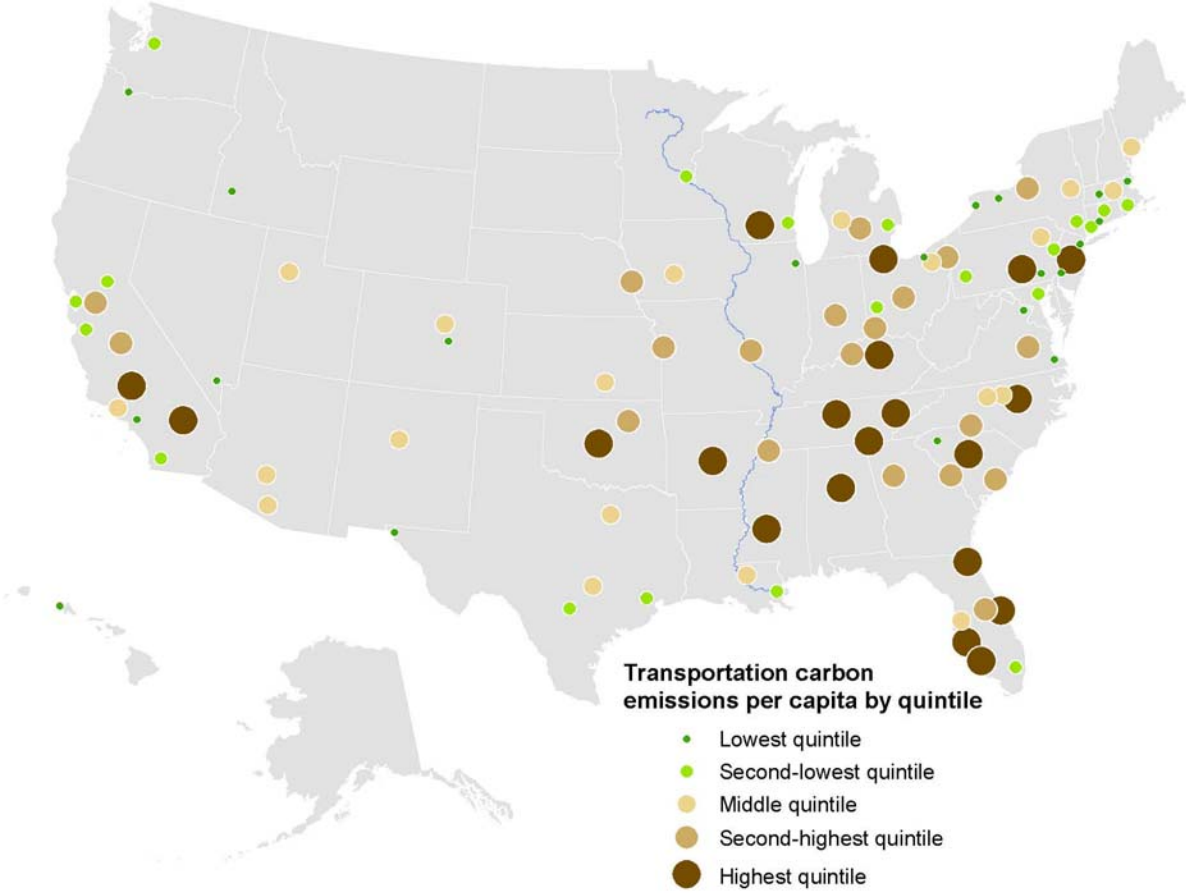 Transportation carbon
emissions per capita by quintile
Lowest quintile
Second-lowest quintile
Middle quintile
Second-highest quintile
Highest quintile